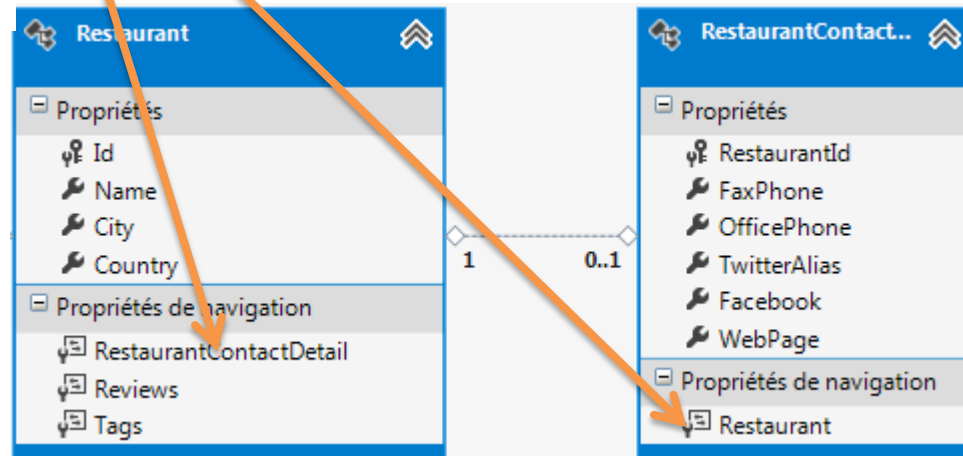 Restaurant
Propriétés
Id
Name
City
Country
Propriétés de navigation
RestaurantContactDetail
Reviews
Tags
1
0..1
RestaurantContact...
Propriétés
RestaurantId
FaxPhone
OfficePhone
TwitterAlias
Facebook
WebPage
Propriétés de navigation
Restaurant